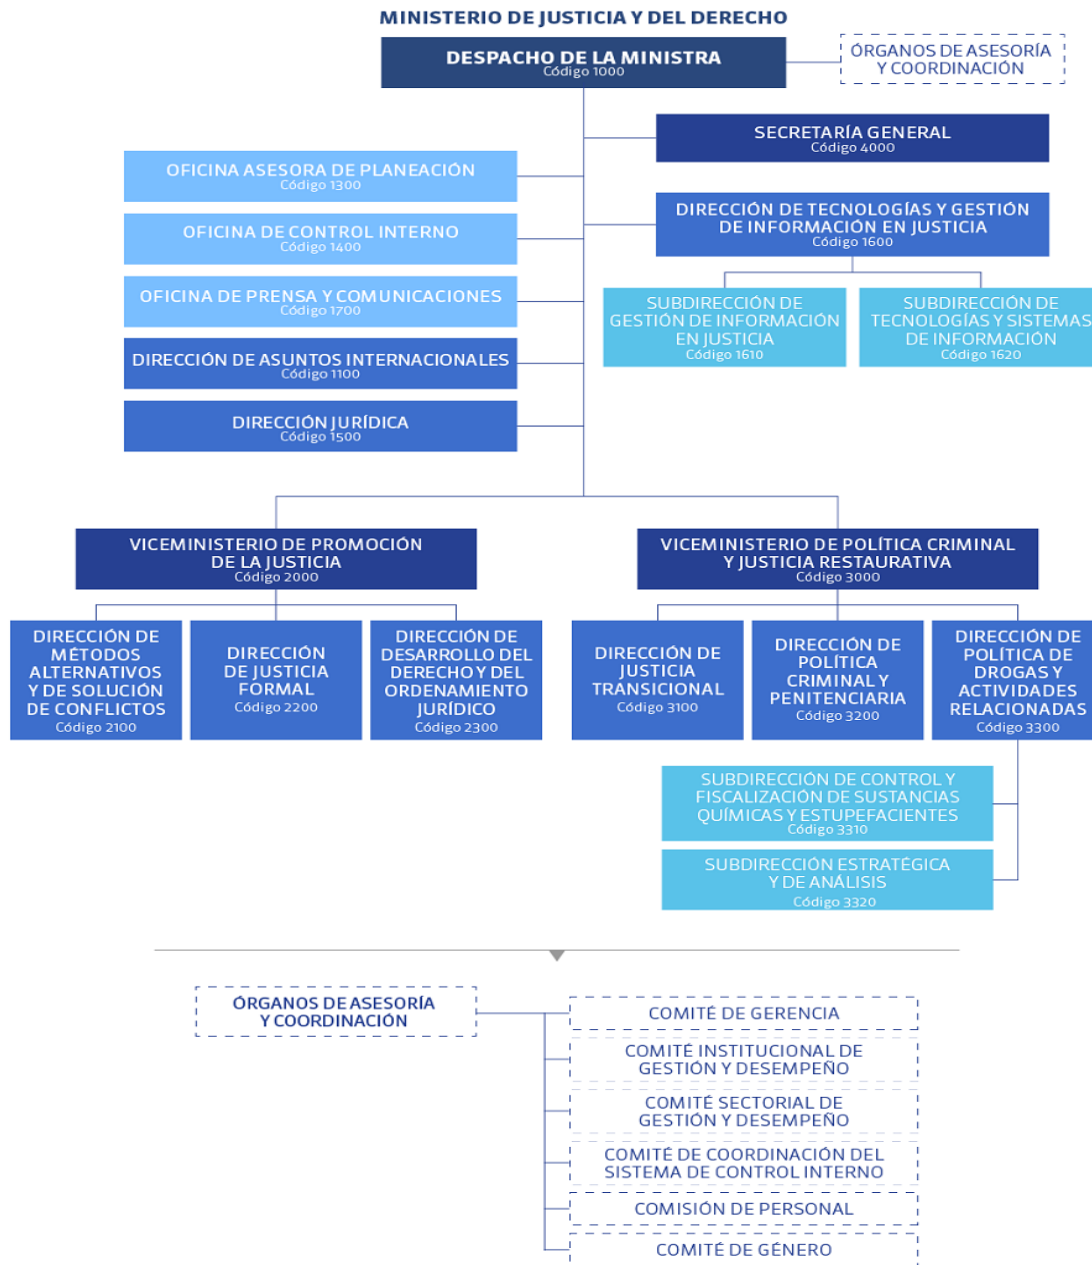 MINISTERIO DE JUSTICIA Y DEL DERECHO
DESPACHO DE LA MINISTRA
Código 1000
ÓRGANOS DE ASESORÍA
Y COORDINACIÓN
SECRETARÍA GENERAL
Código 4000
OFICINA ASESORA DE PLANEACIÓN
Código 1300
DIRECCIÓN DE TECNOLOGÍAS Y GESTIÓN
DE INFORMACIÓN EN JUSTICIA
Código 1600
OFICINA DE CONTROL INTERNO
Código 1400
OFICINA DE PRENSA Y COMUNICACIONES
Código 1700
SUBDIRECCIÓN DE
GESTIÓN DE INFORMACIÓN
EN JUSTICIA
Código 1610
SUBDIRECCIÓN DE
TECNOLOGÍAS Y SISTEMAS
DE INFORMACIÓN
Código 1620
DIRECCIÓN DE ASUNTOS INTERNACIONALES
Código 1100
DIRECCIÓN JURÍDICA
Código 1500
VICEMINISTERIO DE PROMOCIÓN
DE LA JUSTICIA
Código 2000
VICEMINISTERIO DE POLÍTICA CRIMINAL
Y JUSTICIA RESTAURATIVA
Código 3000
DIRECCIÓN DE
MÉTODOS
ALTERNATIVOS
Y DE SOLUCIÓN
DE CONFLICTOS
Código 2100
DIRECCIÓN
DE JUSTICIA
FORMAL
Código 2200
DIRECCIÓN DE
DESARROLLO DEL
DERECHO Y DEL
ORDENAMIENTO
JURÍDICO
Código 2300
DIRECCIÓN DE
JUSTICIA
TRANSICIONAL
Código 3100
DIRECCIÓN DE
POLÍTICA
CRIMINAL Y
PENITENCIARIA
Código 3200
DIRECCIÓN DE
POLÍTICA DE
DROGAS Y
ACTIVIDADES
RELACIONADAS
Código 3300
SUBDIRECCIÓN DE CONTROL Y
FISCALIZACIÓN DE SUSTANCIAS
QUÍMICAS Y ESTUPEFACIENTES
Código 3310
SUBDIRECCIÓN ESTRATÉGICA
Y DE ANÁLISIS
Código 3320
ÓRGANOS DE ASESORÍA
Y COORDINACIÓN
COMITÉ DE GERENCIA
COMITÉ INSTITUCIONAL DE
GESTIÓN Y DESEMPEÑO
COMITÉ SECTORIAL DE
GESTIÓN Y DESEMPEÑO
COMITÉ DE COORDINACIÓN DEL
SISTEMA DE CONTROL INTERNO
COMISIÓN DE PERSONAL
COMITÉ DE GÉNERO